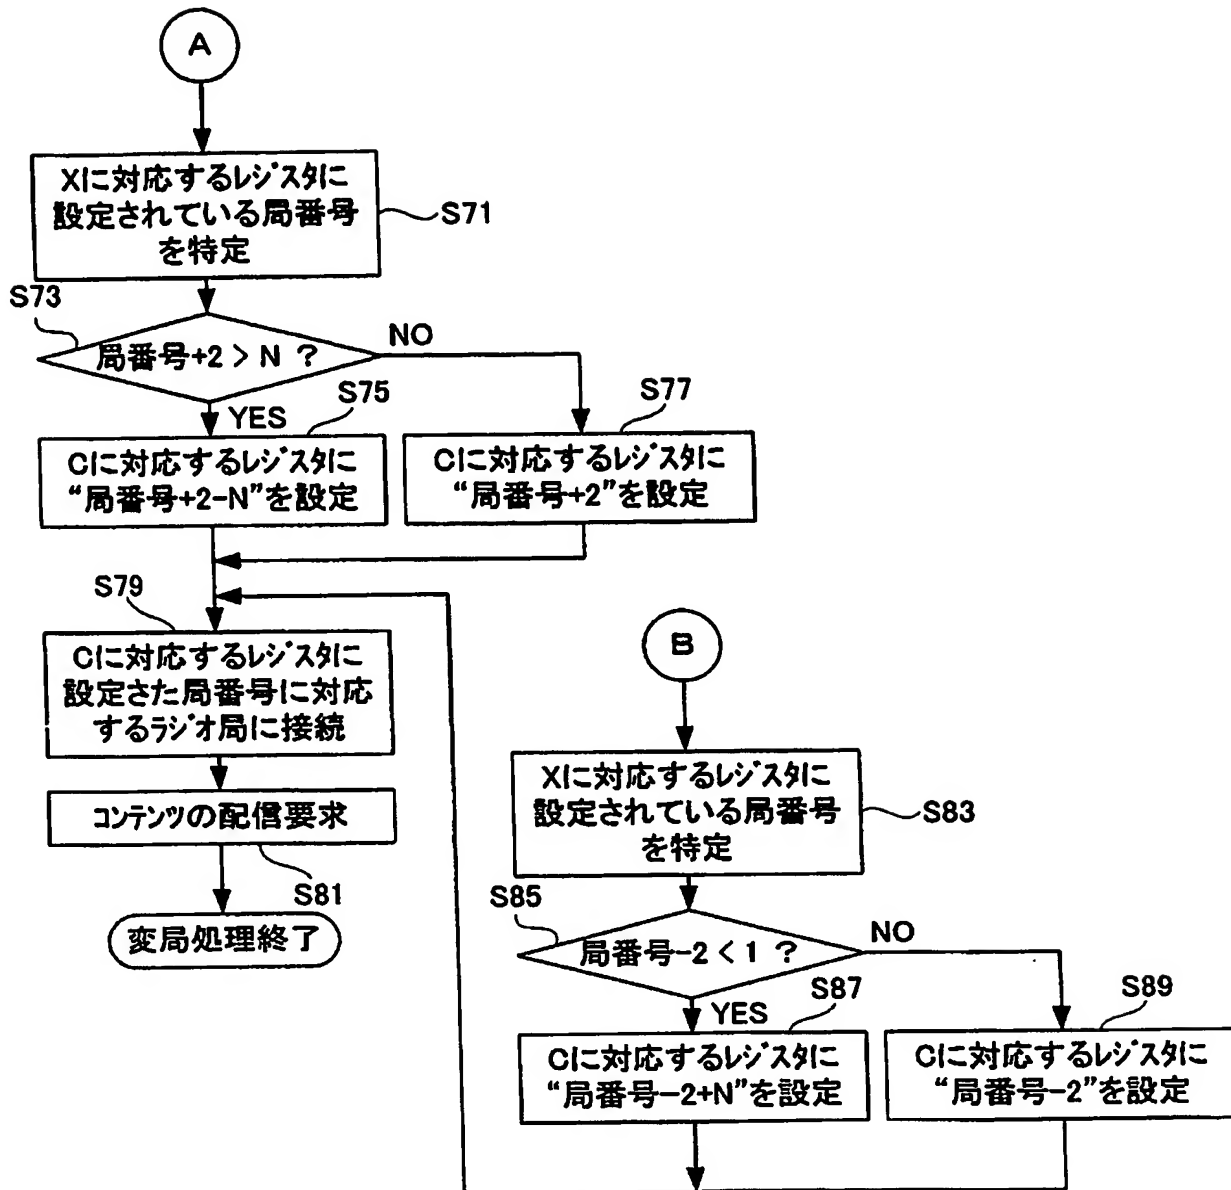 A
Xに対応するレジスタに
設定されている局番号
を特定
S71
S73
局番号+2 > N ?
NO
YES
S75
Cに対応するレジスタに
“局番号+2-N”を設定
S77
Cに対応するレジスタに
“局番号+2”を設定
S79
Cに対応するレジスタに
設定さた局番号に対応
するラジオ局に接続
コンテンツの配信要求
S81
変局処理終了
B
Xに対応するレジスタに
設定されている局番号
を特定
S83
S85
局番号-2 < 1 ?
NO
YES
S87
Cに対応するレジスタに
“局番号-2+N”を設定
S89
Cに対応するレジスタに
“局番号-2”を設定